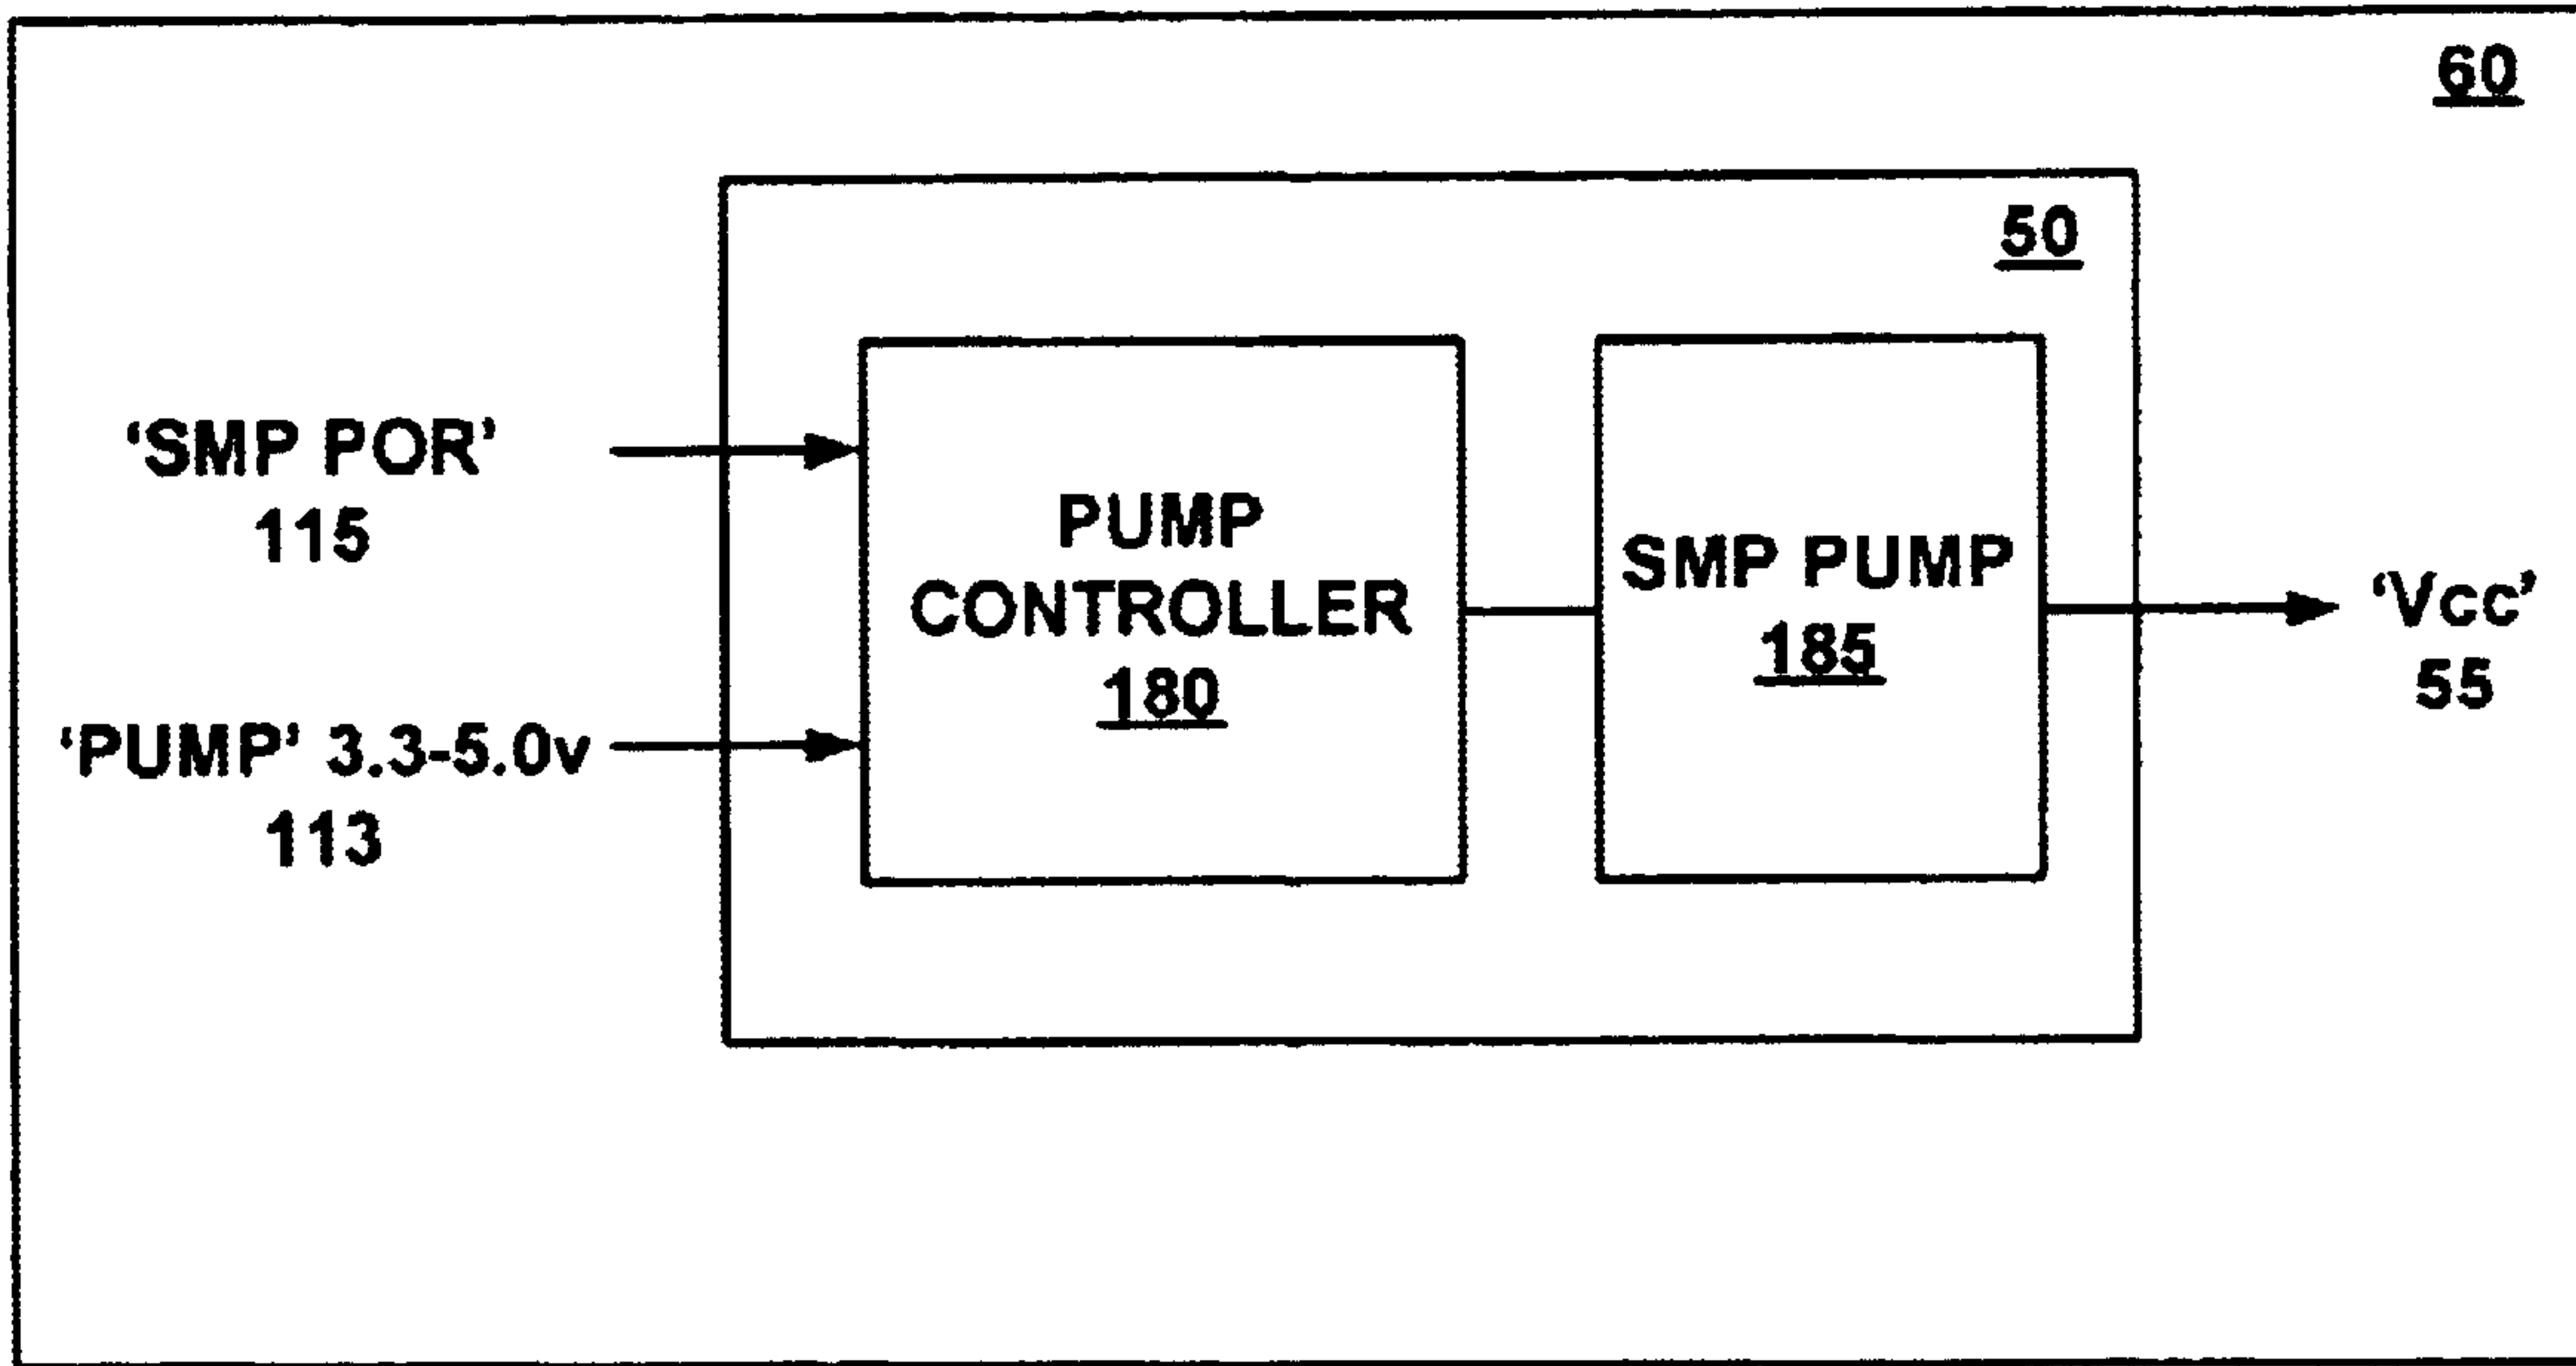 60
50
‘SMP POR’
115
‘PUMP’ 3.3-5.0v
113
PUMP
CONTROLLER
180
SMP PUMP
185
‘Vcc’
55